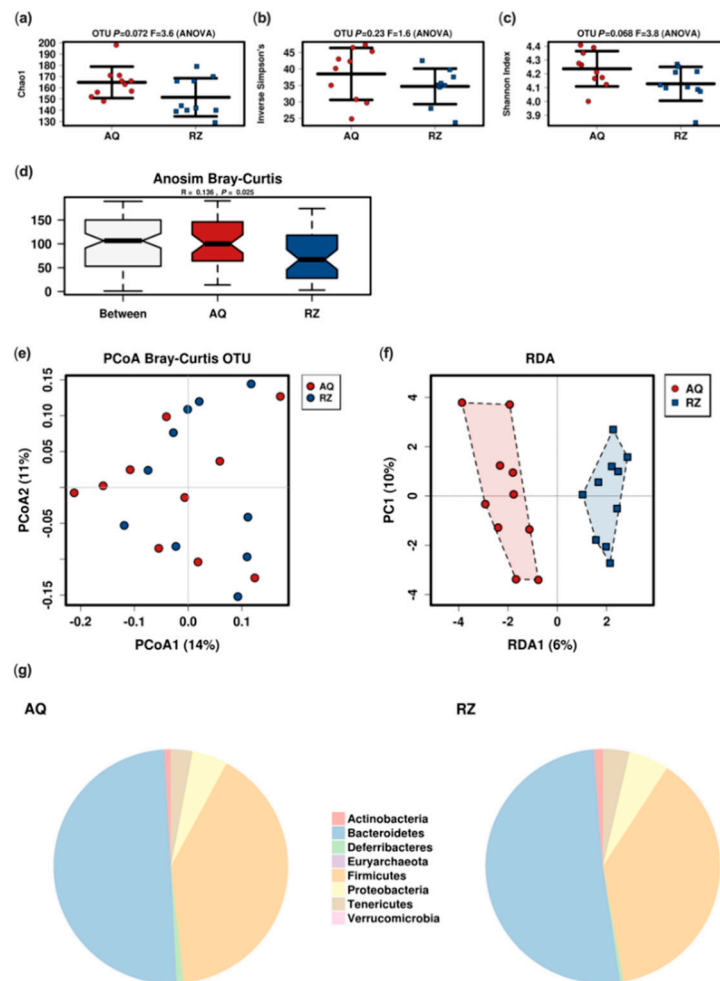 (a)
OTU P=0.072 F=3.6 (ANOVA)
Chao1
200
190
180
170
160
150
140
130
AQ
RZ
(b)
OTU P=0.23 F=1.6 (ANOVA)
Inverse Simpson's
45
40
35
30
25
AQ
RZ
(c)
OTU P=0.068 F=3.8 (ANOVA)
Shannon Index
4.4
4.3
4.2
4.1
4.0
3.9
AQ
RZ
(d)
Anosim Bray-Curtis
R = 0.136 , P = 0.025
150
100
50
0
Between
AQ
RZ
(e)
PCoA Bray-Curtis OTU
AQ
RZ
PCoA2 (11%)
0.15
0.10
0.05
-0.05
-0.15
-0.2
-0.1
0.0
0.1
PCoA1 (14%)
(f)
RDA
AQ
RZ
PC1 (10%)
4
2
0
-2
-4
-4
-2
0
2
RDA1 (6%)
(g)
AQ
RZ
Actinobacteria
Bacteroidetes
Deferribacteres
Euryarchaeota
Firmicutes
Proteobacteria
Tenericutes
Verrucomicrobia